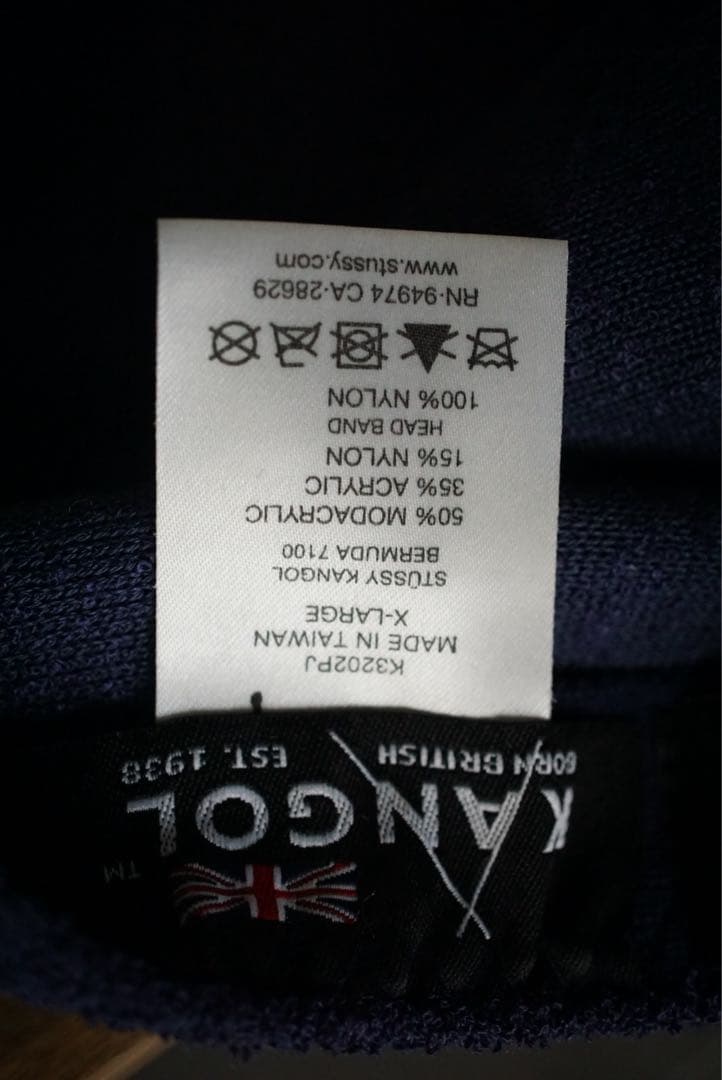 K3202PJ
MADE IN TAIWAN
X-LARGE
STÜSSY KANGOL
BERMUDA 7100
50% MODACRYLIC
35% ACRYLIC
15% NYLON
HEAD BAND
100% NYLON
RN-94974 CA-28629
www.stussy.com
™
KANGOL
BORN BRITISH EST. 1938